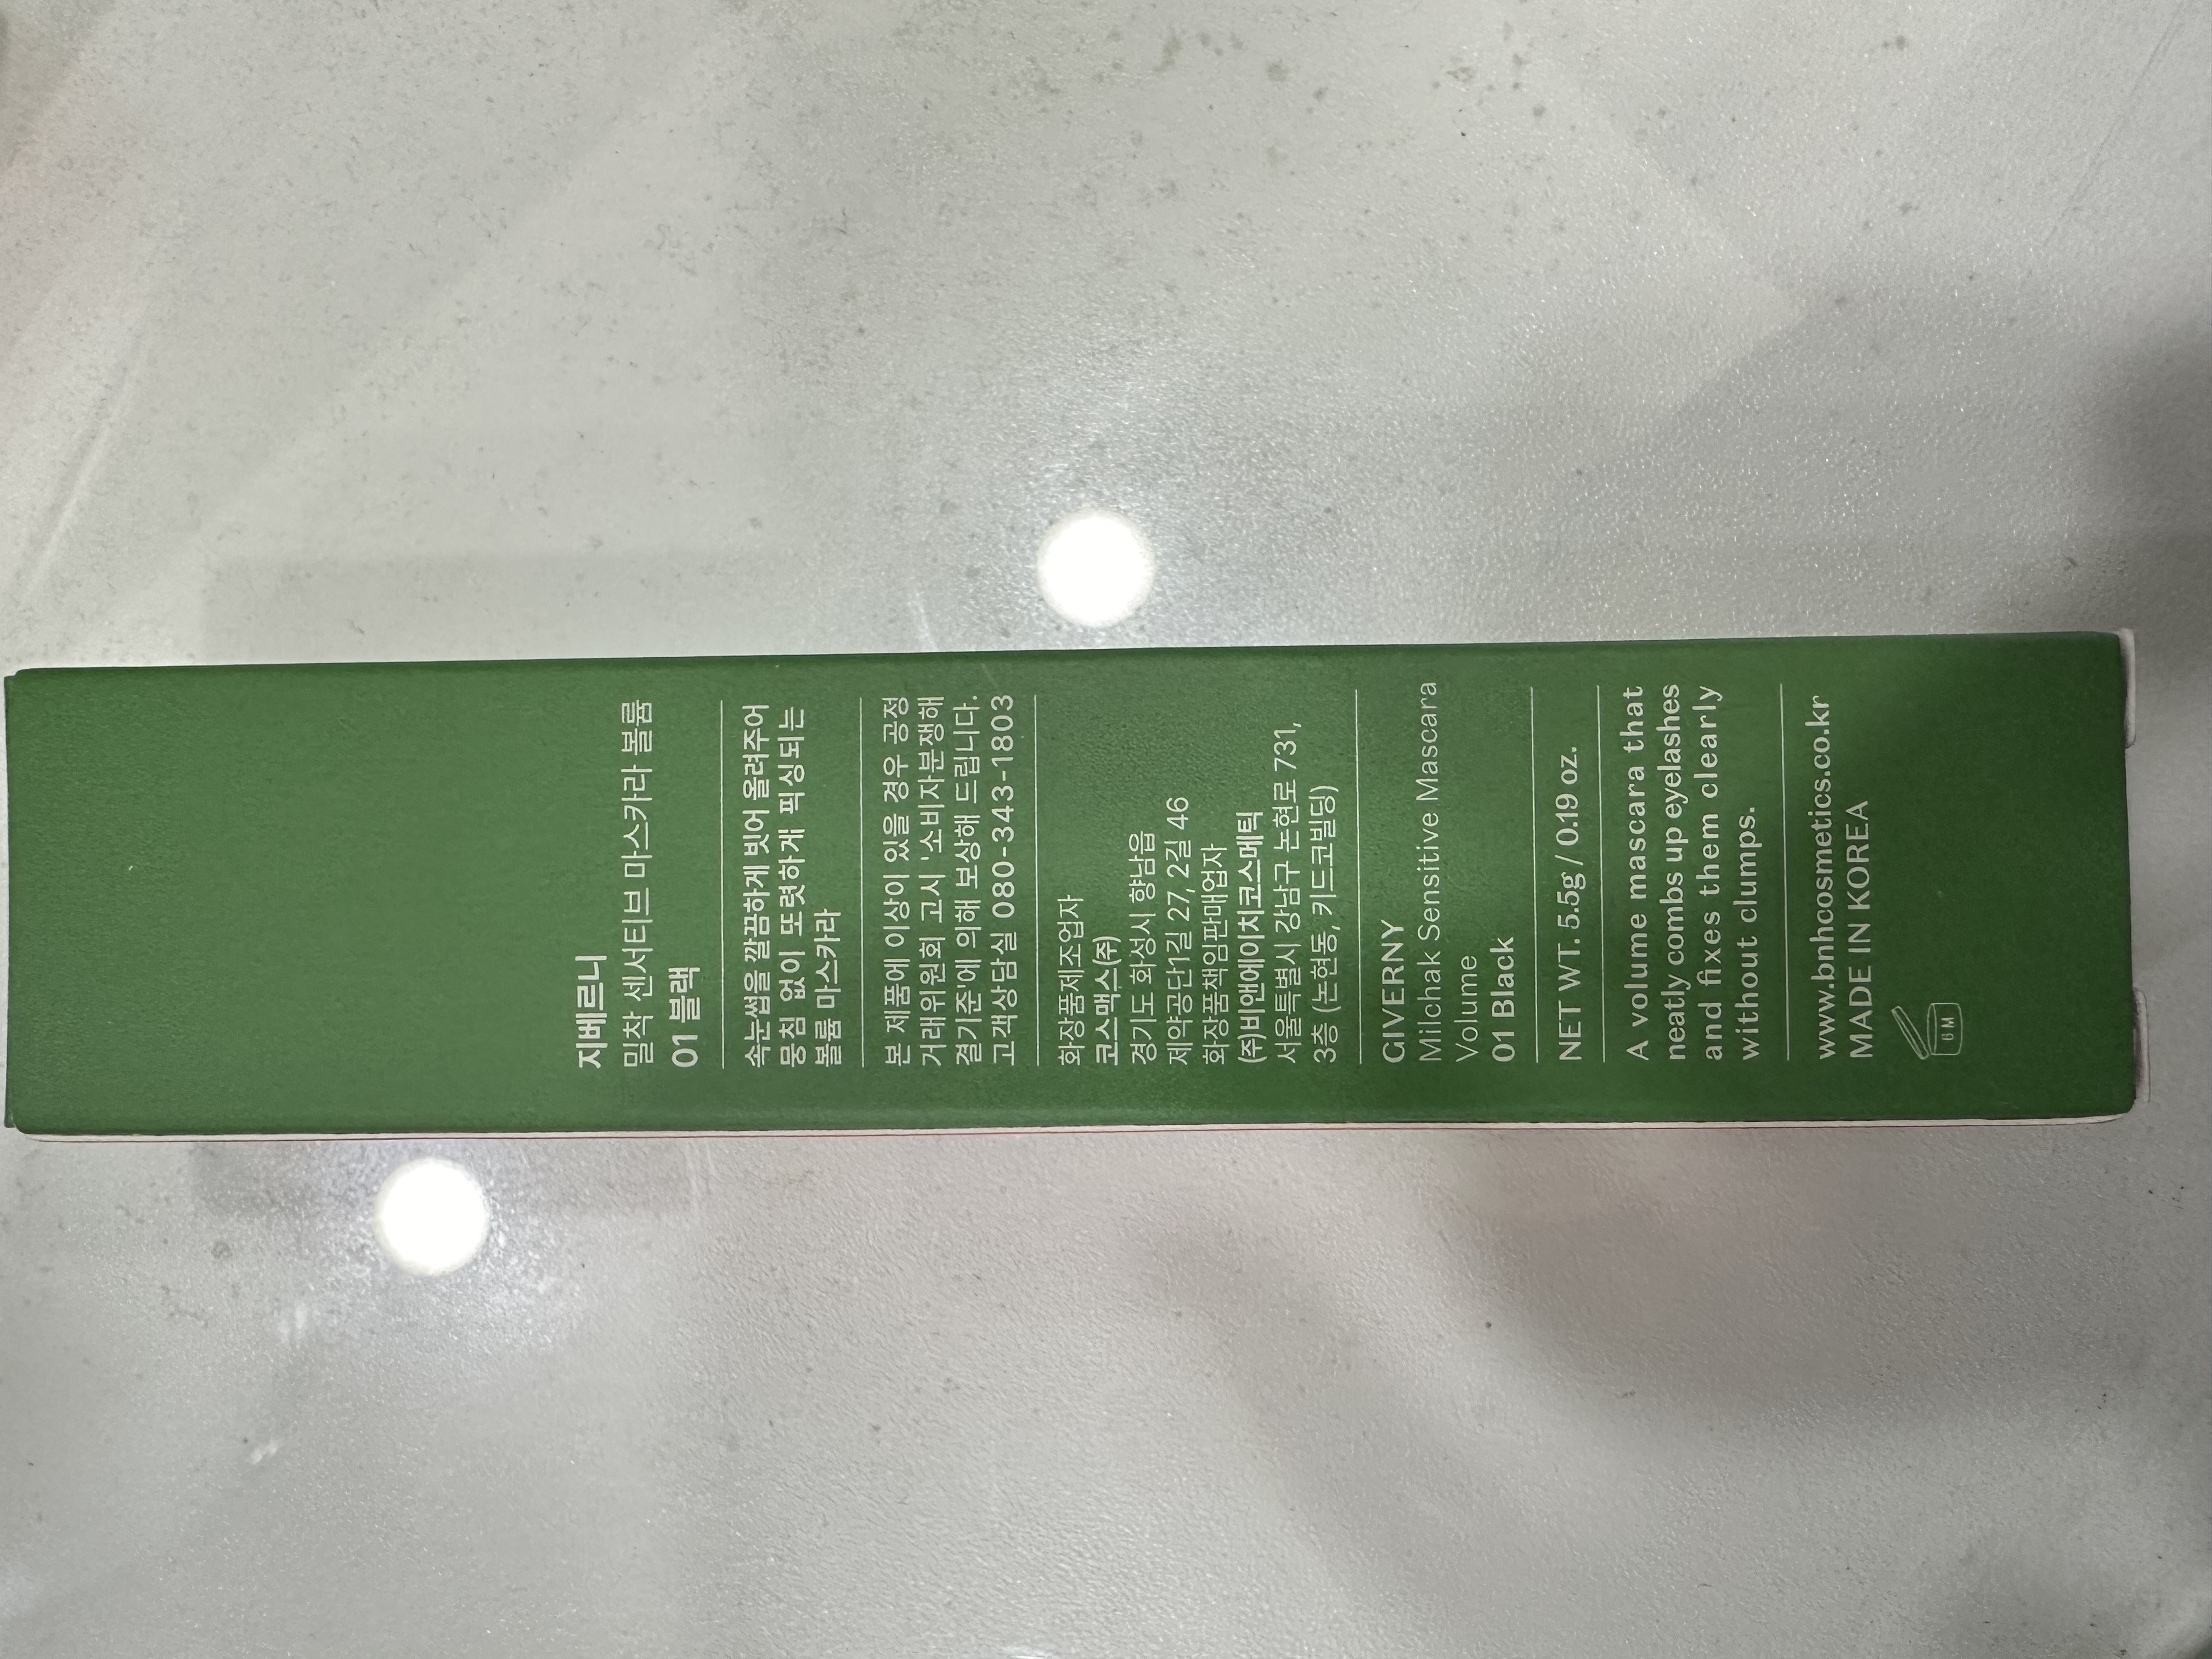 지베르니
밀착 센서티브 마스카라 볼륨
01 블랙
속눈썹을 깔끔하게 빗어 올려주어
뭉침 없이 또렷하게 픽싱되는
볼륨 마스카라
본 제품에 이상이 있을 경우 공정
거래위원회 고시 '소비자분쟁해
결기준'에 의해 보상해 드립니다.
고객상담실 080-343-1803
화장품제조업자
코스맥스(주)
경기도 화성시 향남읍
제약공단1길 27, 2길 46
화장품책임판매업자
(주)비앤에이치코스메틱
서울특별시 강남구 논현로 731,
3층 (논현동, 키드코빌딩)
GIVERNY
Milchak Sensitive Mascara
Volume
01 Black
NET WT. 5.5g / 0.19 oz.
A volume mascara that
neatly combs up eyelashes
and fixes them clearly
without clumps.
www.bnhcosmetics.co.kr
MADE IN KOREA
6 M